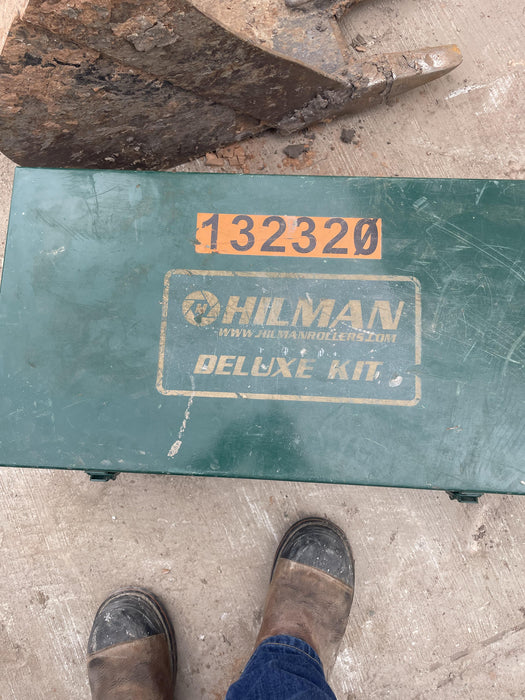 132320
H HILMAN
WWW.HILMANROLLERS.COM
DELUXE KIT